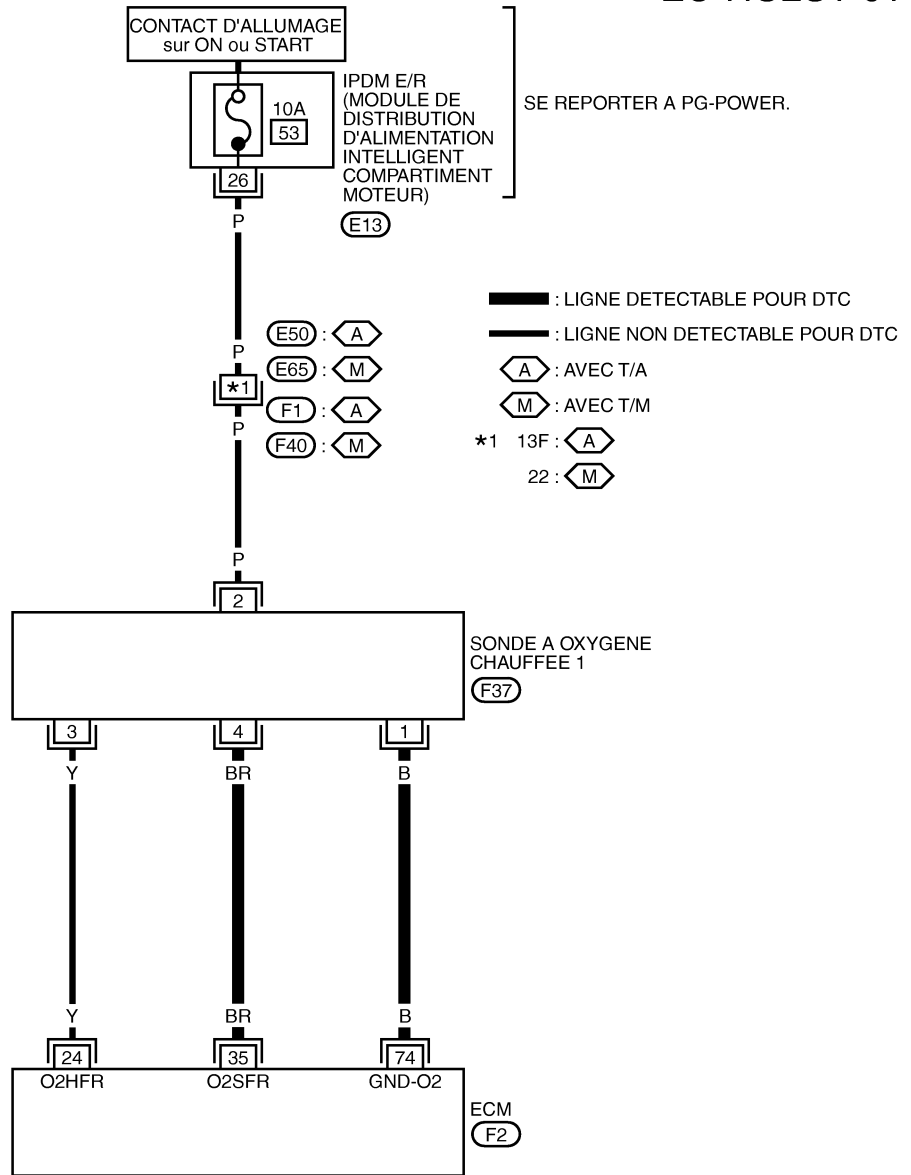 CONTACT D'ALLUMAGE
sur ON ou START
10A
53
26
IPDM E/R
(MODULE DE
DISTRIBUTION
D'ALIMENTATION
INTELLIGENT
COMPARTIMENT
MOTEUR)
E13
SE REPORTER A PG-POWER.
P
P
*1
P
E50 : A
E65 : M
F1 : A
F40 : M
: LIGNE DETECTABLE POUR DTC
: LIGNE NON DETECTABLE POUR DTC
A : AVEC T/A
M : AVEC T/M
*1 13F : A
22 : M
P
2
SONDE A OXYGENE
CHAUFFEE 1
F37
3 4 1
Y BR B
Y BR B
24 35 74
O2HFR O2SFR GND-O2
ECM
F2